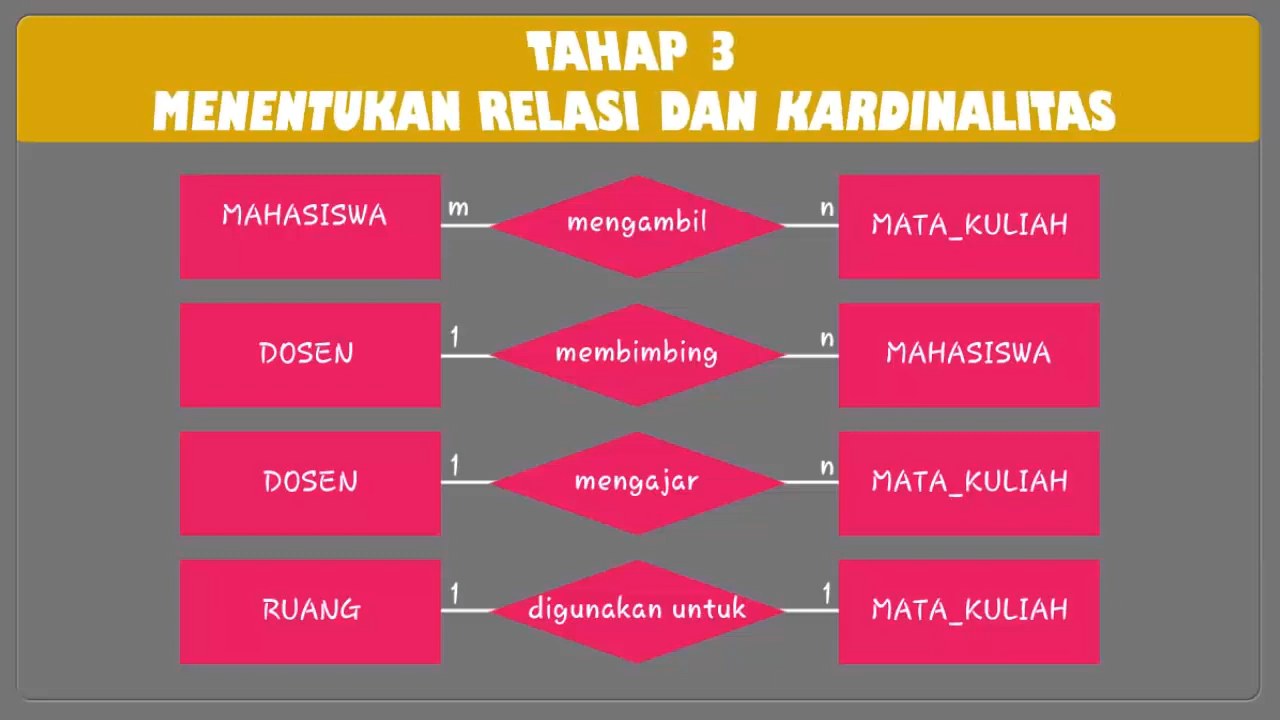 TAHAP 3
MENENTUKAN RELASI DAN KARDINALITAS
MAHASISWA m mengambil n MATA_KULIAH
DOSEN 1 membimbing n MAHASISWA
DOSEN 1 mengajar n MATA_KULIAH
RUANG 1 digunakan untuk 1 MATA_KULIAH